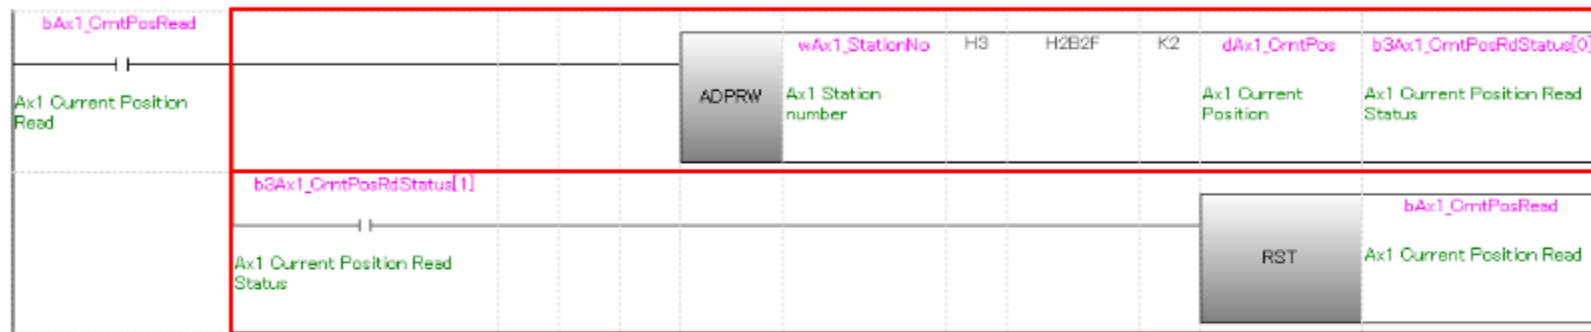 bAx1_CrntPosRead
Ax1 Current Position
Read
ADPRW
wAx1_StationNo
Ax1 Station
number
H3
H2B2F
K2
dAx1_CrntPos
Ax1 Current
Position
b3Ax1_CrntPosRdStatus[0]
Ax1 Current Position Read
Status
b3Ax1_CrntPosRdStatus[1]
Ax1 Current Position Read
Status
RST
bAx1_CrntPosRead
Ax1 Current Position Read